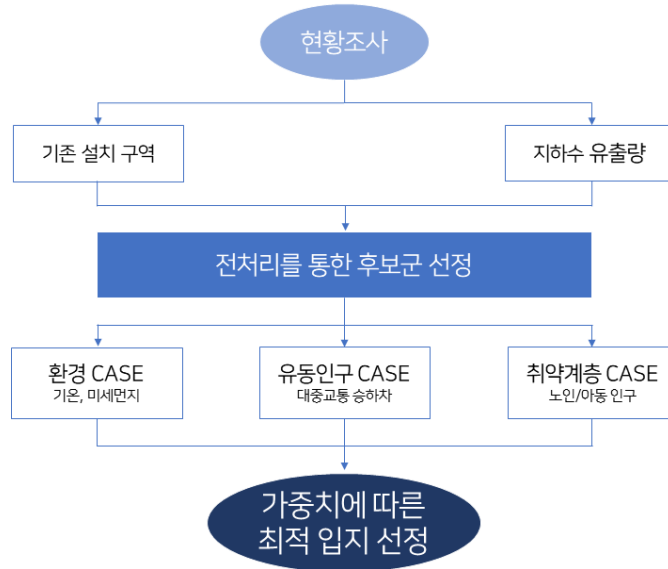 현황조사
기존 설치 구역
지하수 유출량
전처리를 통한 후보군 선정
환경 CASE
기온, 미세먼지
유동인구 CASE
대중교통 승하차
취약계층 CASE
노인/아동 인구
가중치에 따른
최적 입지 선정